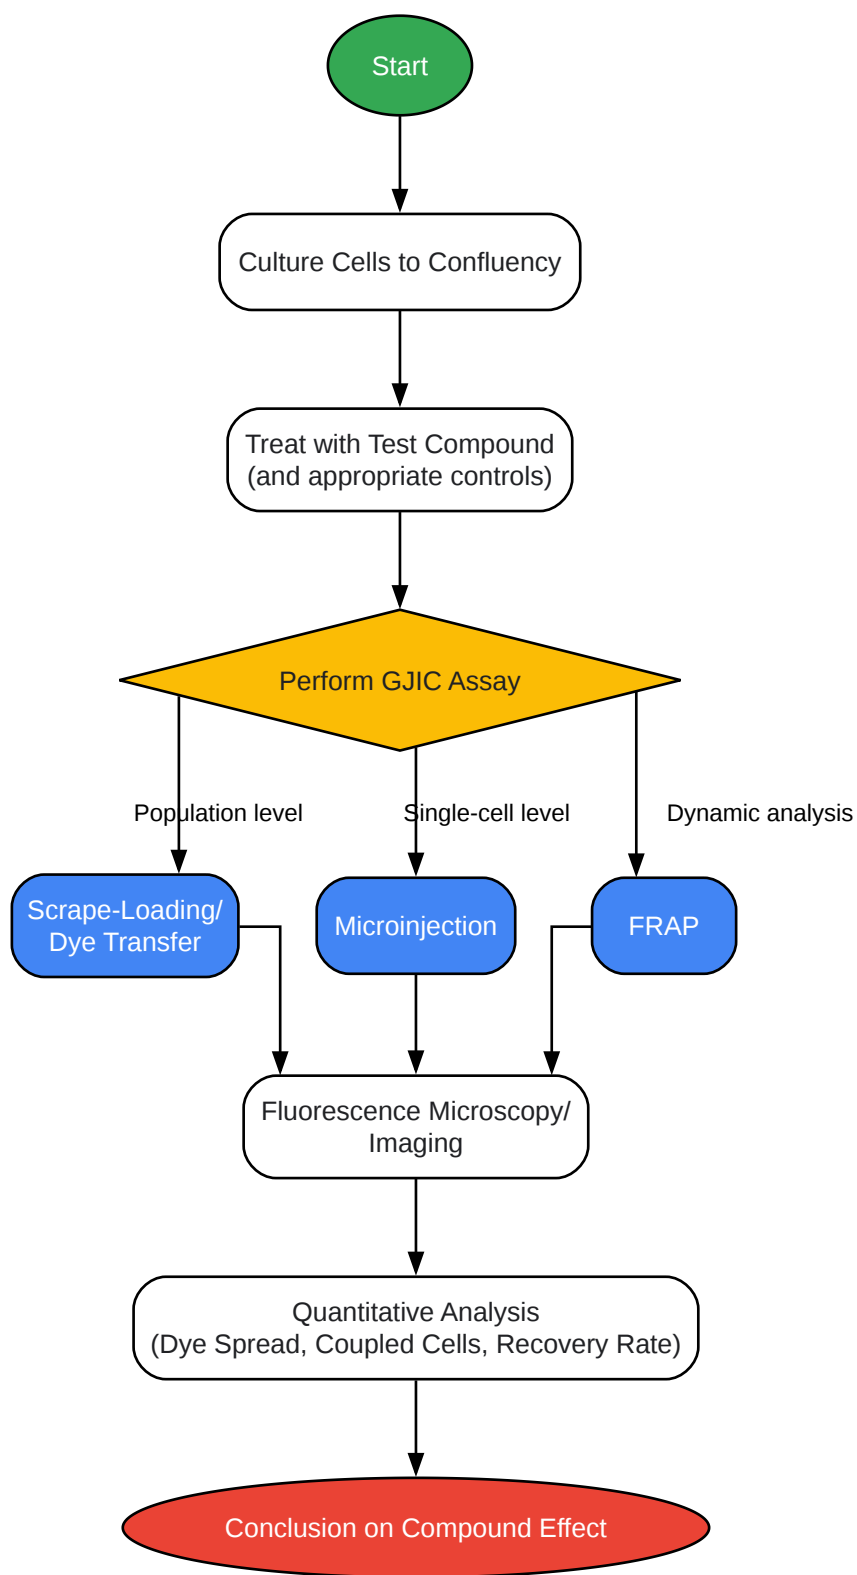 Start
Culture Cells to Confluency
Treat with Test Compound
(and appropriate controls)
Perform GJIC Assay
Population level
Single-cell level
Dynamic analysis
Scrape-Loading/
Dye Transfer
Microinjection
FRAP
Fluorescence Microscopy/
Imaging
Quantitative Analysis
(Dye Spread, Coupled Cells, Recovery Rate)
Conclusion on Compound Effect